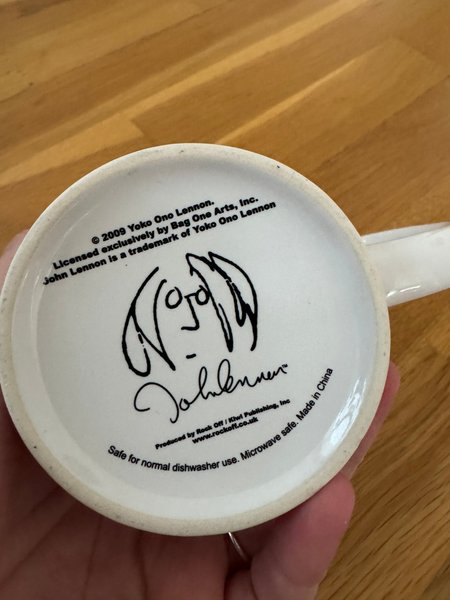 © 2009 Yoko Ono Lennon.
Licensed exclusively by Bag One Arts, Inc.
John Lennon is a trademark of Yoko Ono Lennon
John Lennon™
Produced by Rock Off / Kiwi Publishing, Inc
www.rockoff.co.uk
Safe for normal dishwasher use. Microwave safe. Made in China